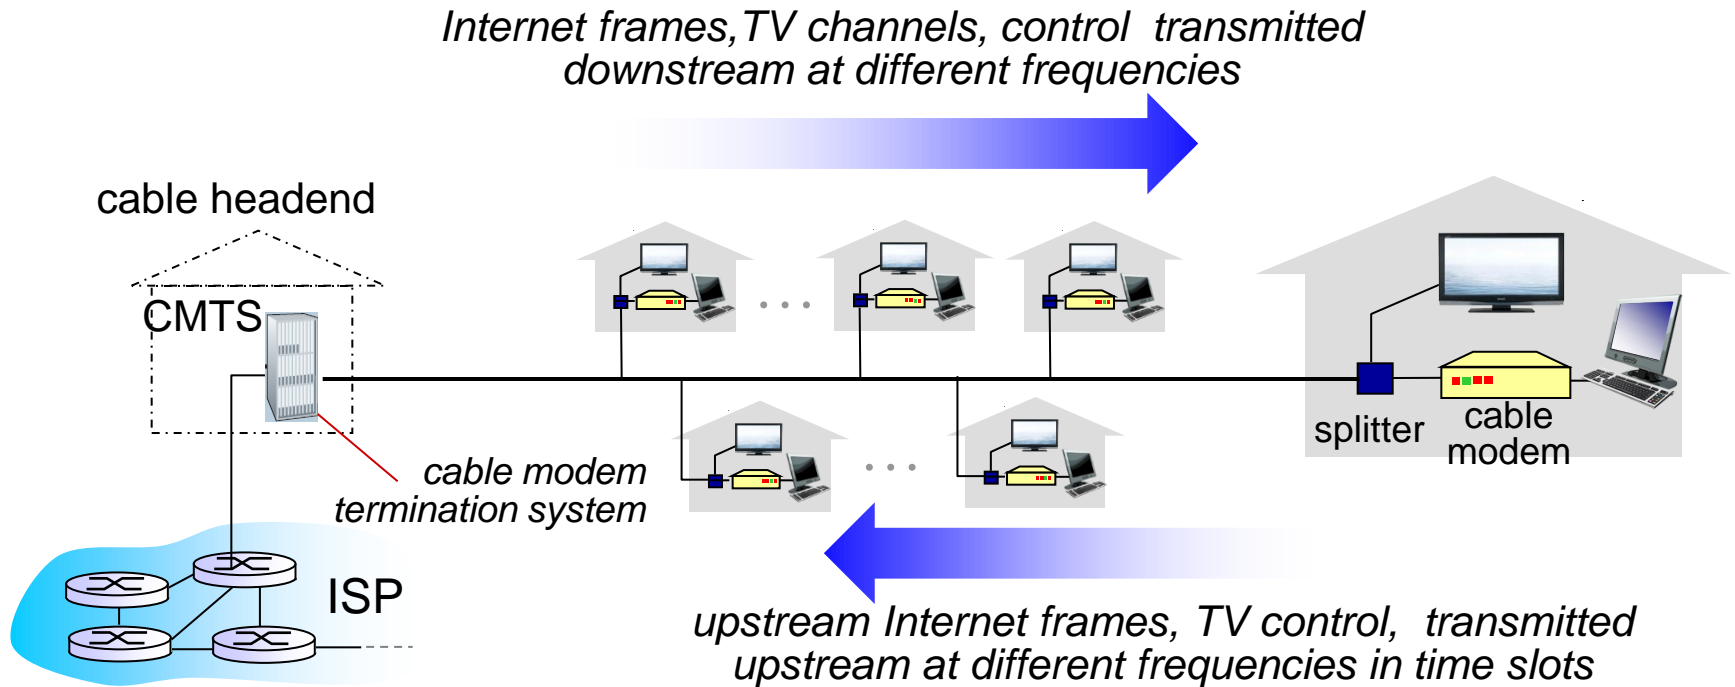 Internet frames,TV channels, control transmitted
downstream at different frequencies
cable headend
CMTS
splitter
cable
modem
cable modem
termination system
ISP
upstream Internet frames, TV control, transmitted
upstream at different frequencies in time slots